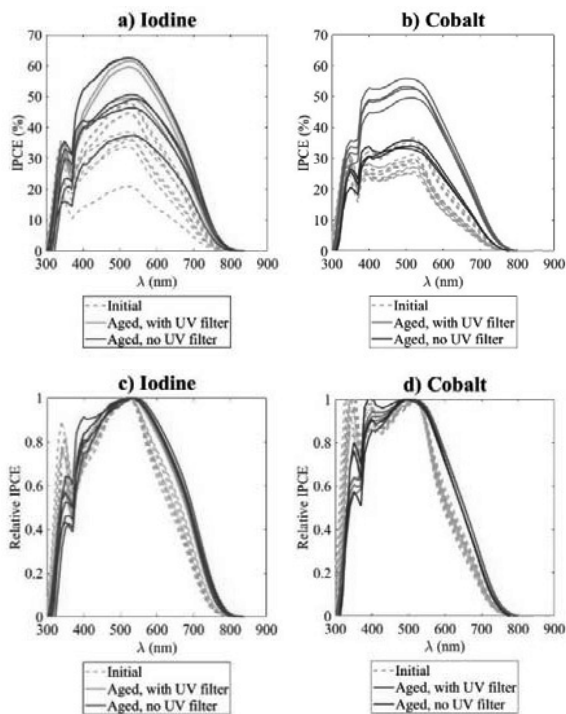 a) Iodine
b) Cobalt
70
60
50
40
30
20
10
0
IPCE (%)
300 400 500 600 700 800 900
λ (nm)
70
60
50
40
30
20
10
0
IPCE (%)
300 400 500 600 700 800 900
λ (nm)
Initial
Aged, with UV filter
Aged, no UV filter
Initial
Aged, with UV filter
Aged, no UV filter
c) Iodine
d) Cobalt
1
0.8
0.6
0.4
0.2
0
Relative IPCE
300 400 500 600 700 800 900
λ (nm)
1
0.8
0.6
0.4
0.2
0
Relative IPCE
300 400 500 600 700 800 900
λ (nm)
Initial
Aged, with UV filter
Aged, no UV filter
Initial
Aged, with UV filter
Aged, no UV filter